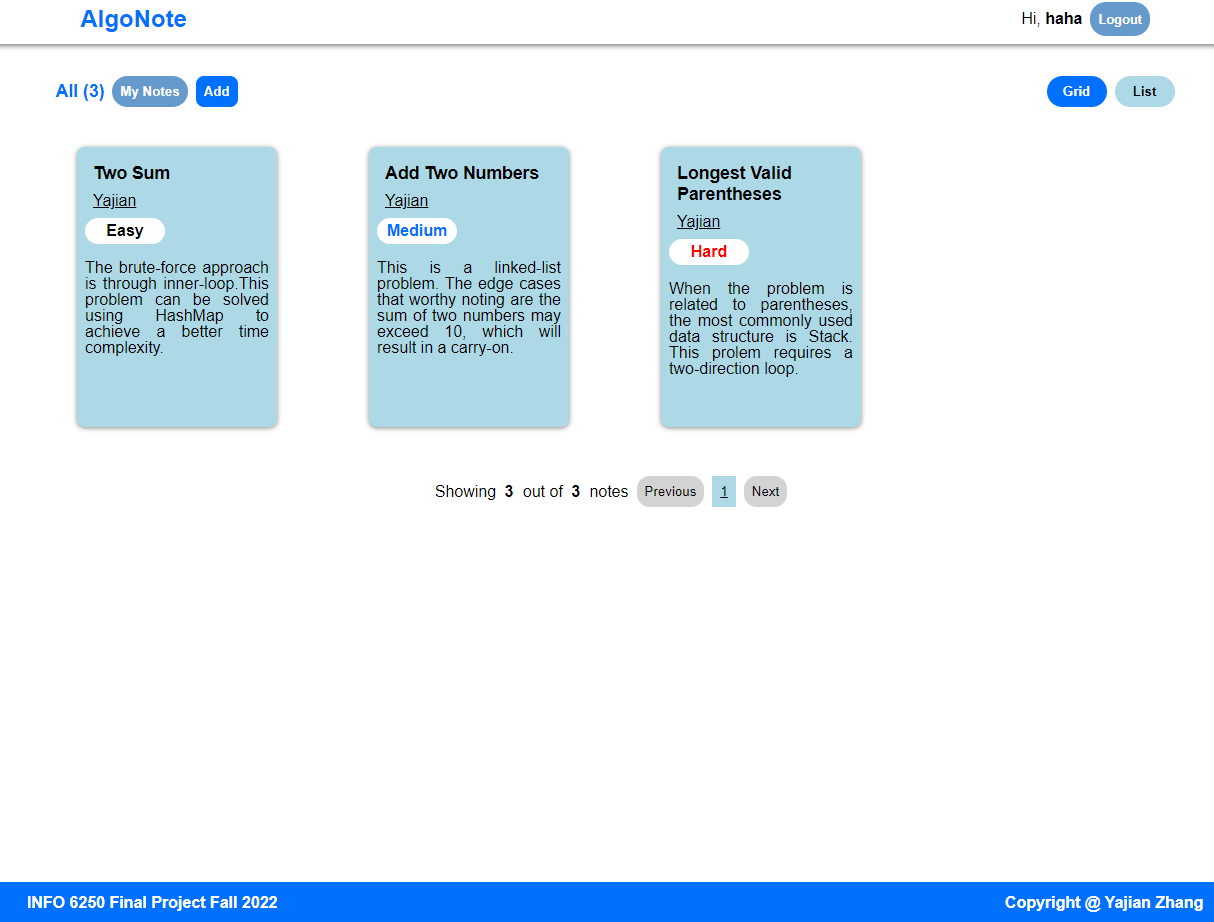 AlgoNote
Hi, haha Logout
All (3) My Notes Add
Grid List
Two Sum
Yajian
Easy
The brute-force approach
is through inner-loop.This
problem can be solved
using HashMap to
achieve a better time
complexity.
Add Two Numbers
Yajian
Medium
This is a linked-list
problem. The edge cases
that worthy noting are the
sum of two numbers may
exceed 10, which will
result in a carry-on.
Longest Valid
Parentheses
Yajian
Hard
When the problem is
related to parentheses,
the most commonly used
data structure is Stack.
This prolem requires a
two-direction loop.
Showing 3 out of 3 notes Previous 1 Next
INFO 6250 Final Project Fall 2022
Copyright @ Yajian Zhang